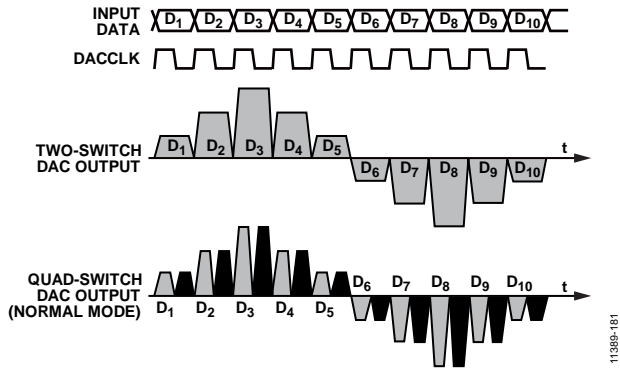 INPUT
DATA
D1 D2 D3 D4 D5 D6 D7 D8 D9 D10
DACCLK
TWO-SWITCH
DAC OUTPUT
D1 D2 D3 D4 D5
t
D6 D7 D8 D9 D10
QUAD-SWITCH
DAC OUTPUT
(NORMAL MODE)
D6 D7 D8 D9 D10
t
D1 D2 D3 D4 D5
11389-181